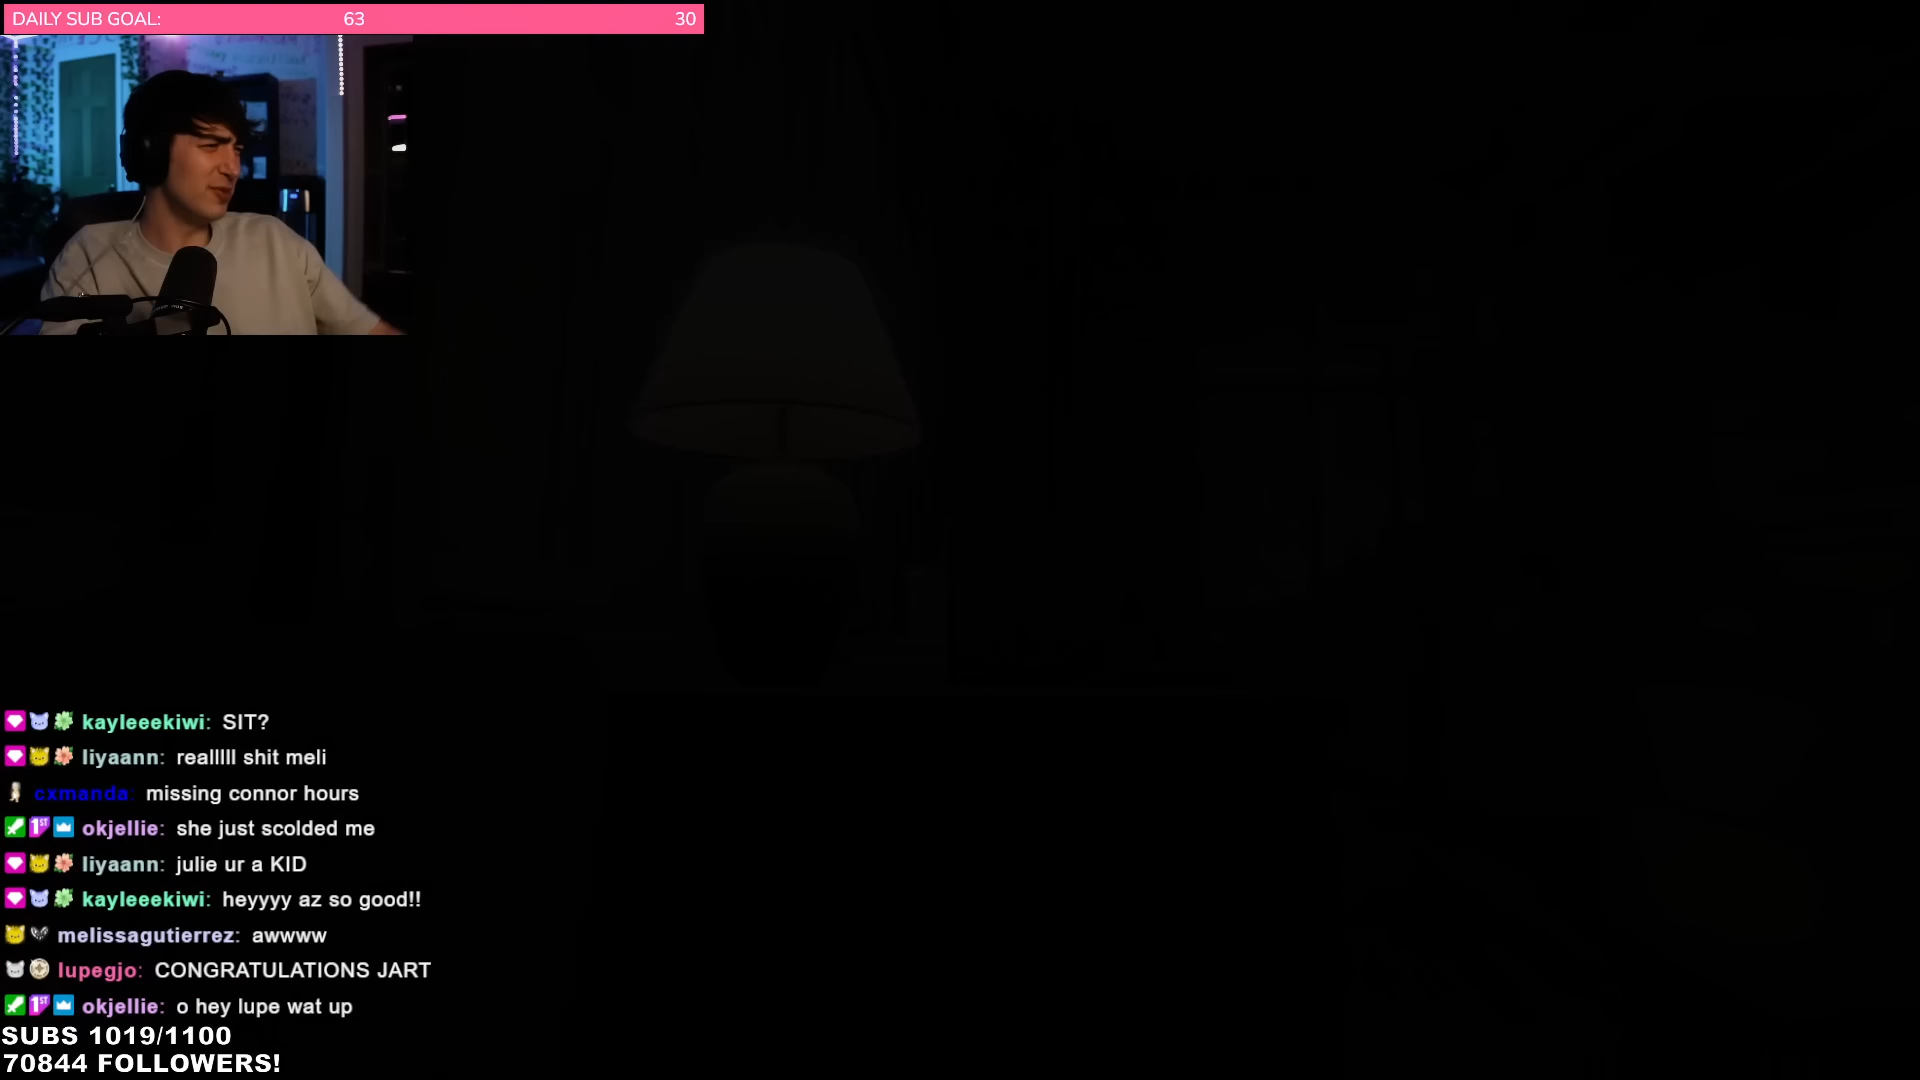 DAILY SUB GOAL: 63 30
kayleeekiwi: SIT?
liyaann: reallllll shit meli
cxmanda: missing connor hours
okjellie: she just scolded me
liyaann: julie ur a KID
kayleeekiwi: heyyyy az so good!!
melissagutierrez: awwww
lupegjo: CONGRATULATIONS JART
okjellie: o hey lupe wat up
SUBS 1019/1100
70844 FOLLOWERS!